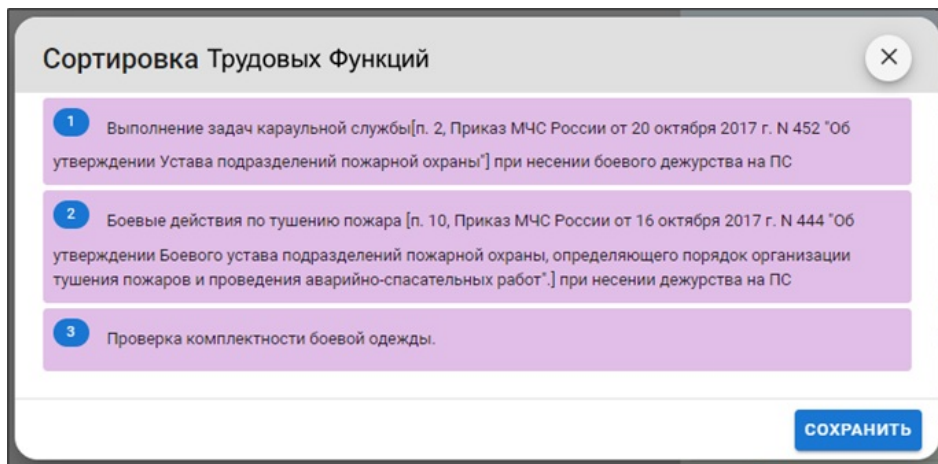 Сортировка Трудовых Функций
1 Выполнение задач караульной службы[п. 2, Приказ МЧС России от 20 октября 2017 г. N 452 "Об
утверждении Устава подразделений пожарной охраны"] при несении боевого дежурства на ПС
2 Боевые действия по тушению пожара [п. 10, Приказ МЧС России от 16 октября 2017 г. N 444 "Об
утверждении Боевого устава подразделений пожарной охраны, определяющего порядок организации
тушения пожаров и проведения аварийно-спасательных работ".] при несении дежурства на ПС
3 Проверка комплектности боевой одежды.
СОХРАНИТЬ